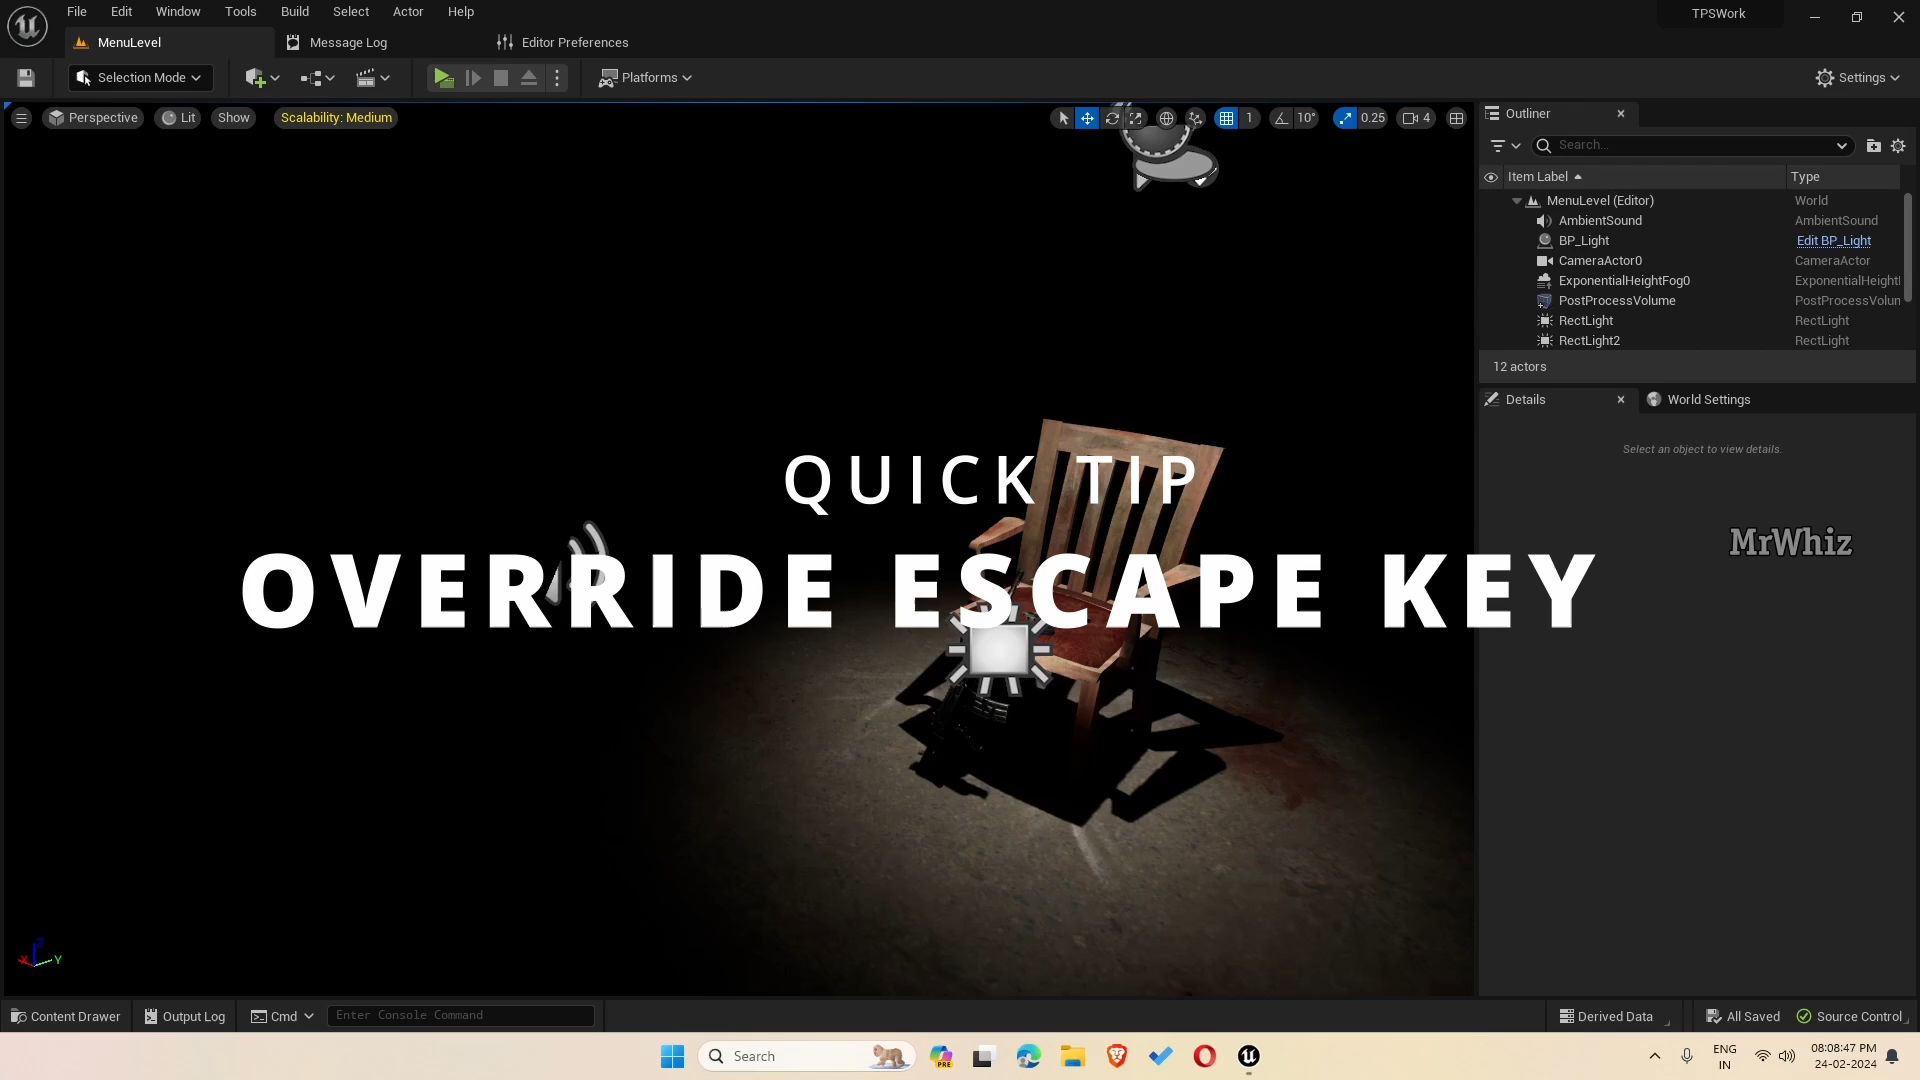 File Edit Window Tools Build Select Actor Help
TPSWork
MenuLevel Message Log Editor Preferences
Selection Mode Platforms Settings
Perspective Lit Show Scalability: Medium 1 10° 0.25 4
Outliner
Search...
Item Label Type
MenuLevel (Editor) World
AmbientSound AmbientSound
BP_Light Edit BP_Light
CameraActor0 CameraActor
ExponentialHeightFog0 ExponentialHeightI
PostProcessVolume PostProcessVolun
RectLight RectLight
RectLight2 RectLight
12 actors
Details World Settings
Select an object to view details.
QUICK TIP
MrWhiz
OVERRIDE ESCAPE KEY
Z
X Y
Content Drawer Output Log Cmd Enter Console Command Derived Data All Saved Source Control
Search PRE ENG
IN
08:08:47 PM
24-02-2024